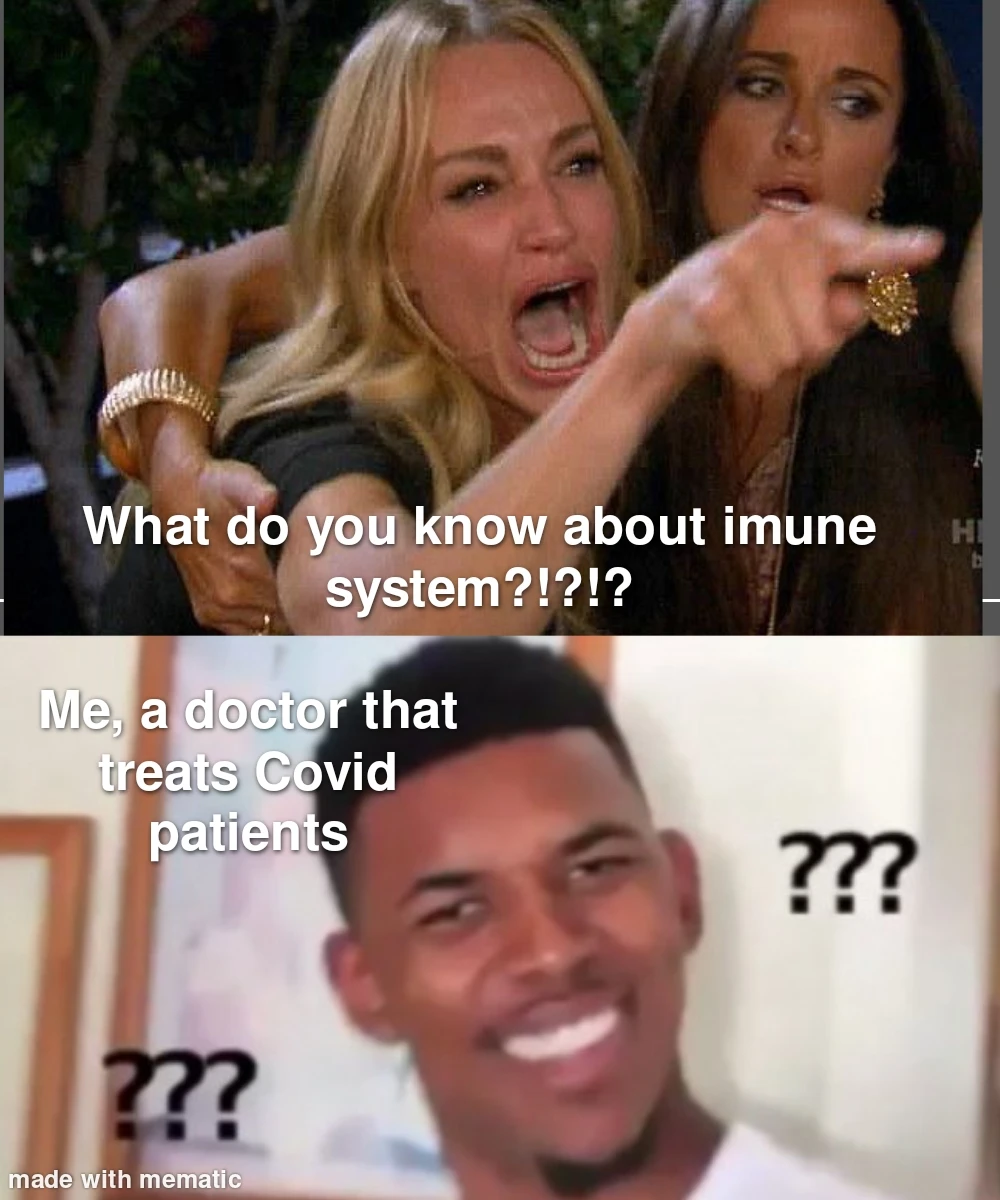 What do you know about imune
system?!?!?
Me, a doctor that
treats Covid
patients
???
???
made with mematic